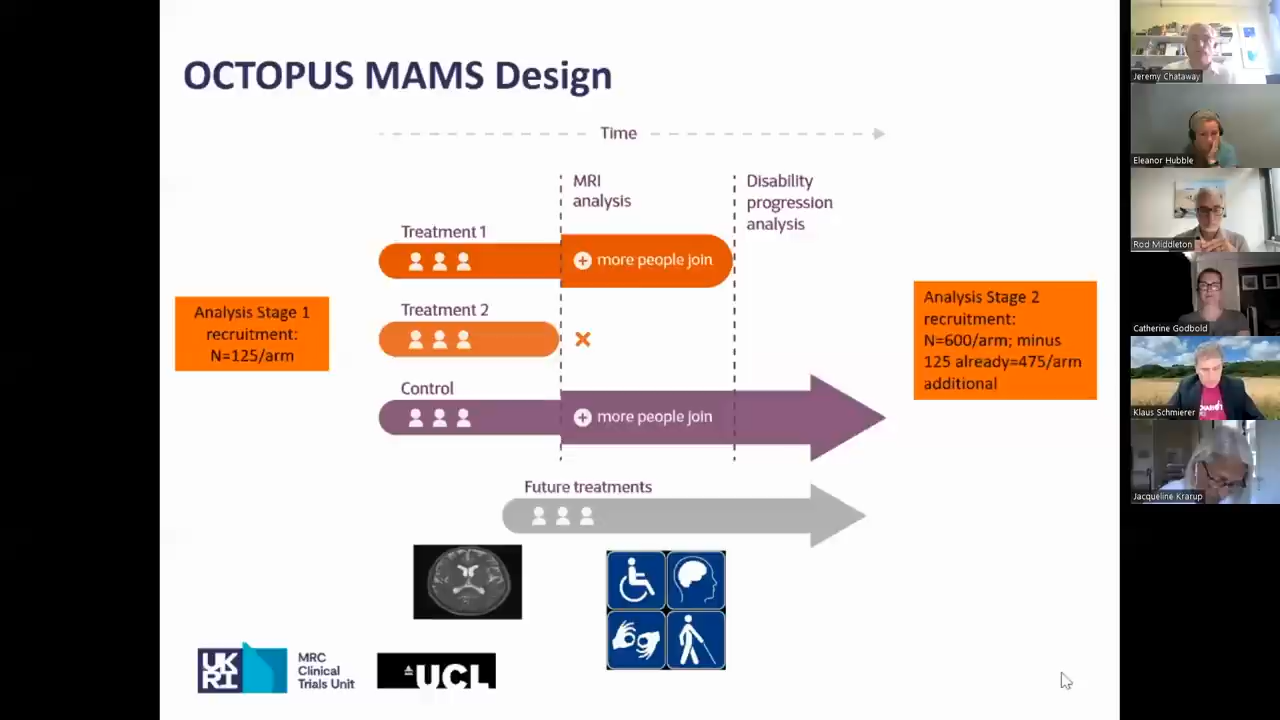 OCTOPUS MAMS Design
Time
MRI
analysis
Disability
progression
analysis
Treatment 1
+ more people join
Treatment 2
Analysis Stage 1
recruitment:
N=125/arm
Analysis Stage 2
recruitment:
N=600/arm; minus
125 already=475/arm
additional
Control
+ more people join
Future treatments
UK
RI
MRC
Clinical
Trials Unit
UCL
Jeremy Chataway
Eleanor Hubble
Rod Middleton
Catherine Godbold
Klaus Schmierer
Jacqueline Krarup